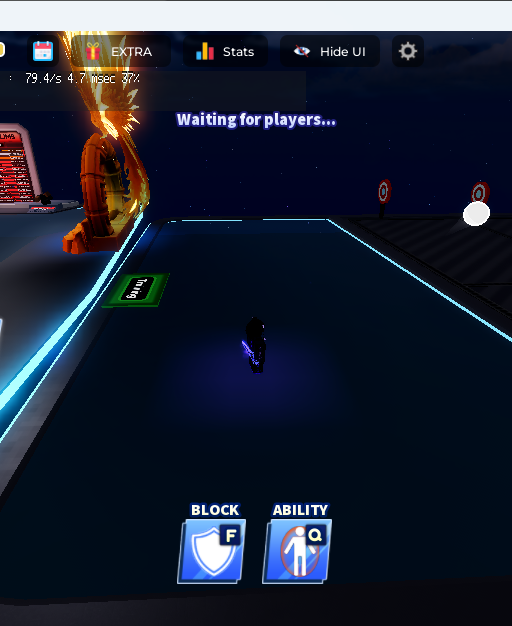 EXTRA
Stats
Hide UI
: 79.4/s 4.7 msec 37%
Waiting for players...
BLOCK
ABILITY
F
Q